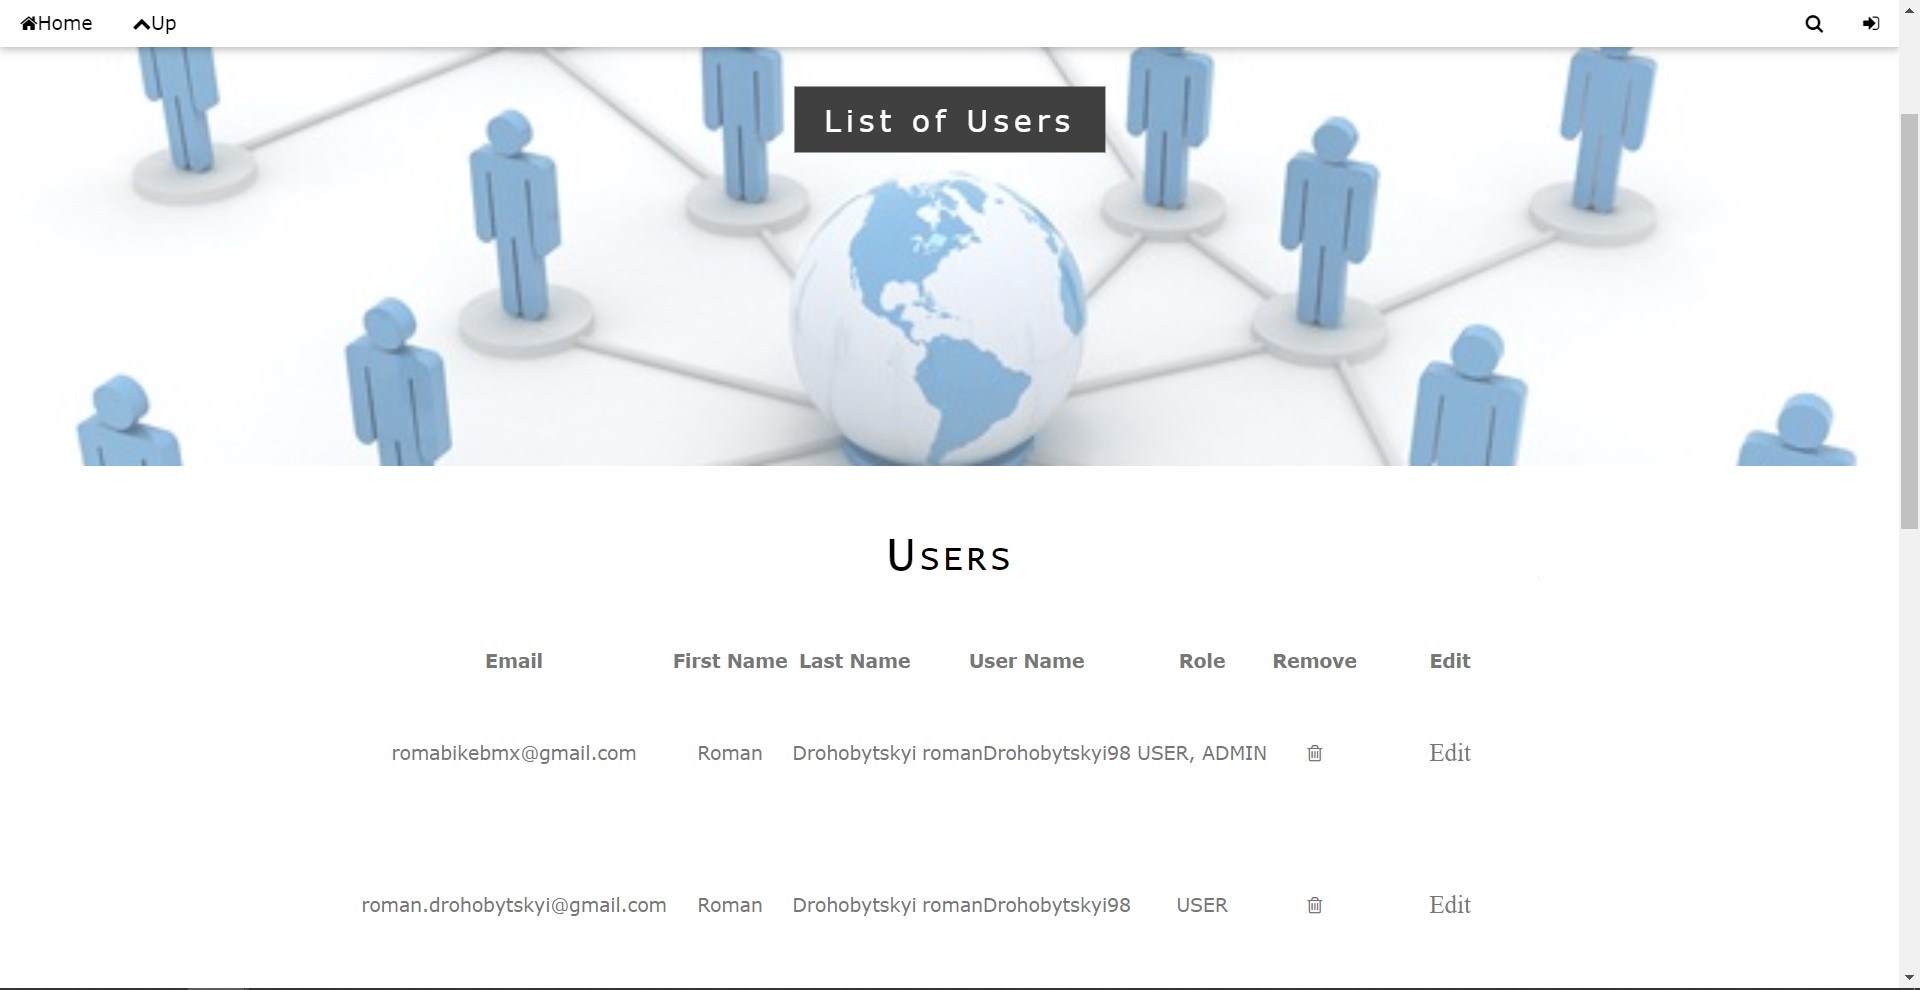 Home Up
List of Users
Users
Email First Name Last Name User Name Role Remove Edit
romabikebmx@gmail.com Roman Drohobytskyi romanDrohobytskyi98 USER, ADMIN Edit
roman.drohobytskyi@gmail.com Roman Drohobytskyi romanDrohobytskyi98 USER Edit